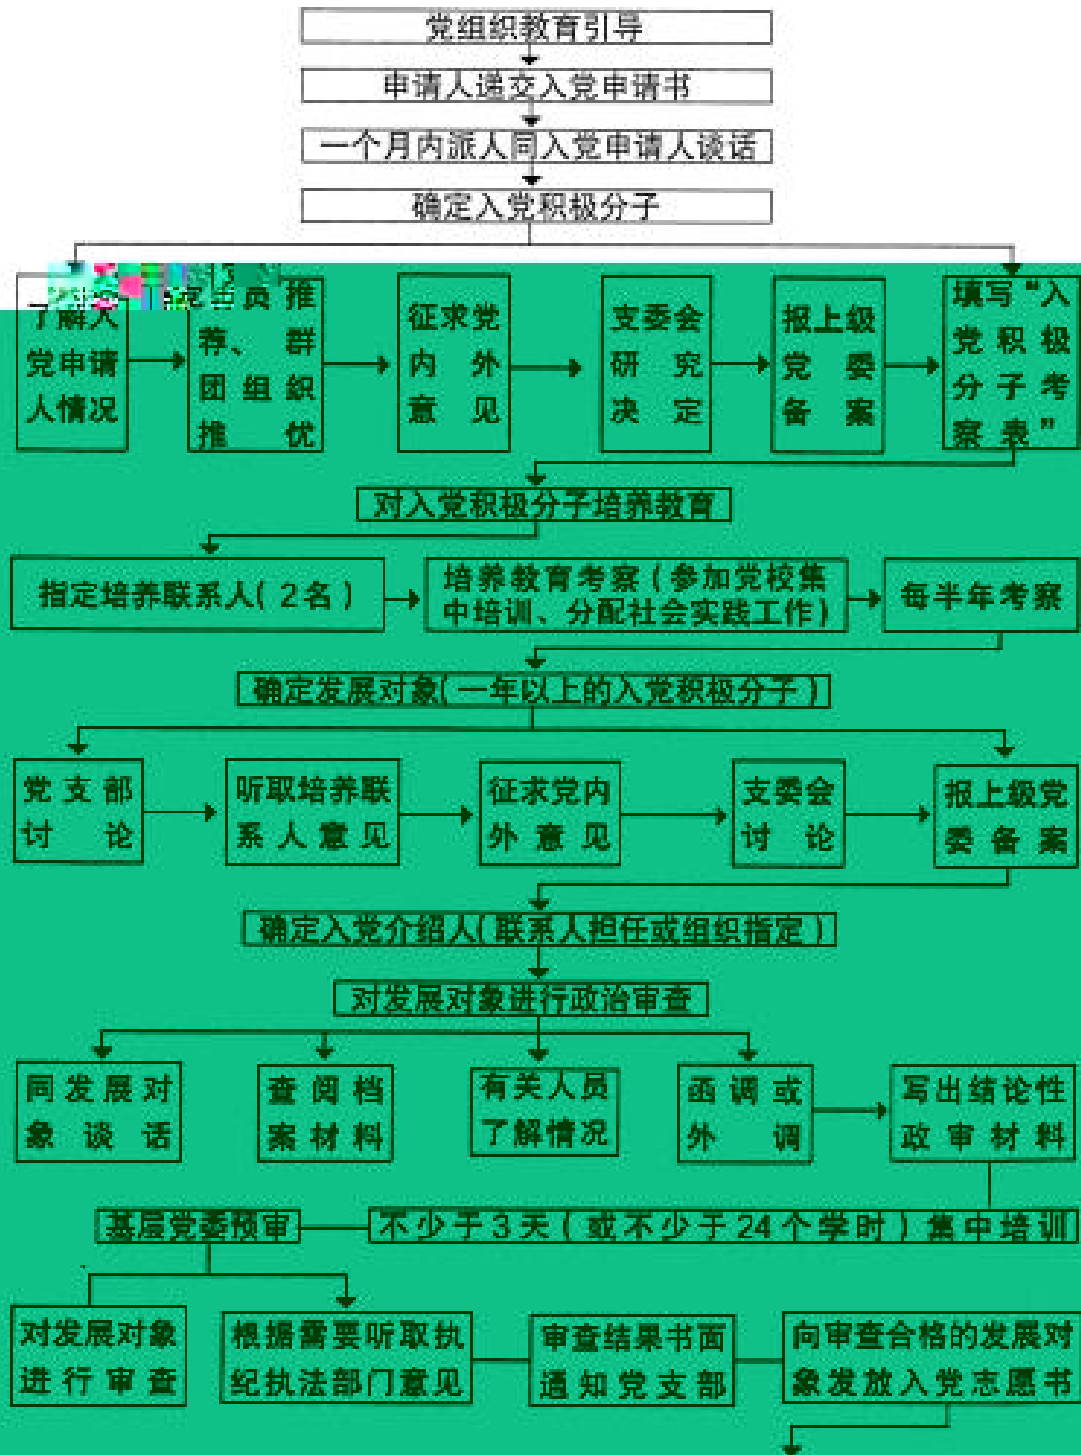 党组织教育引导
申请人递交入党申请书
一个月内派人同入党申请人谈话
确定入党积极分子
了解入
党申请
人情况
员推
荐、群
团组织
推优
征求党
内外
意见
支委会
研究
决定
报上级
党委
备案
填写“入
党积极
分子考
察表”
对入党积极分子培养教育
指定培养联系人(2名)
培养教育考察(参加党校集
中培训、分配社会实践工作)
每半年考察
确定发展对象(一年以上的入党积极分子)
党支部
讨论
听取培养联
系人意见
征求党内
外意见
支委会
讨论
报上级党
委备案
确定入党介绍人(联系人担任或组织指定)
对发展对象进行政治审查
同发展对
象谈话
查阅档
案材料
有关人员
了解情况
函调或
外调
写出结论性
政审材料
基层党委预审
不少于3天(或不少于24个学时)集中培训
对发展对象
进行审查
根据需要听取执
纪执法部门意见
审查结果书面
通知党支部
向审查合格的发展对
象发放入党志愿书